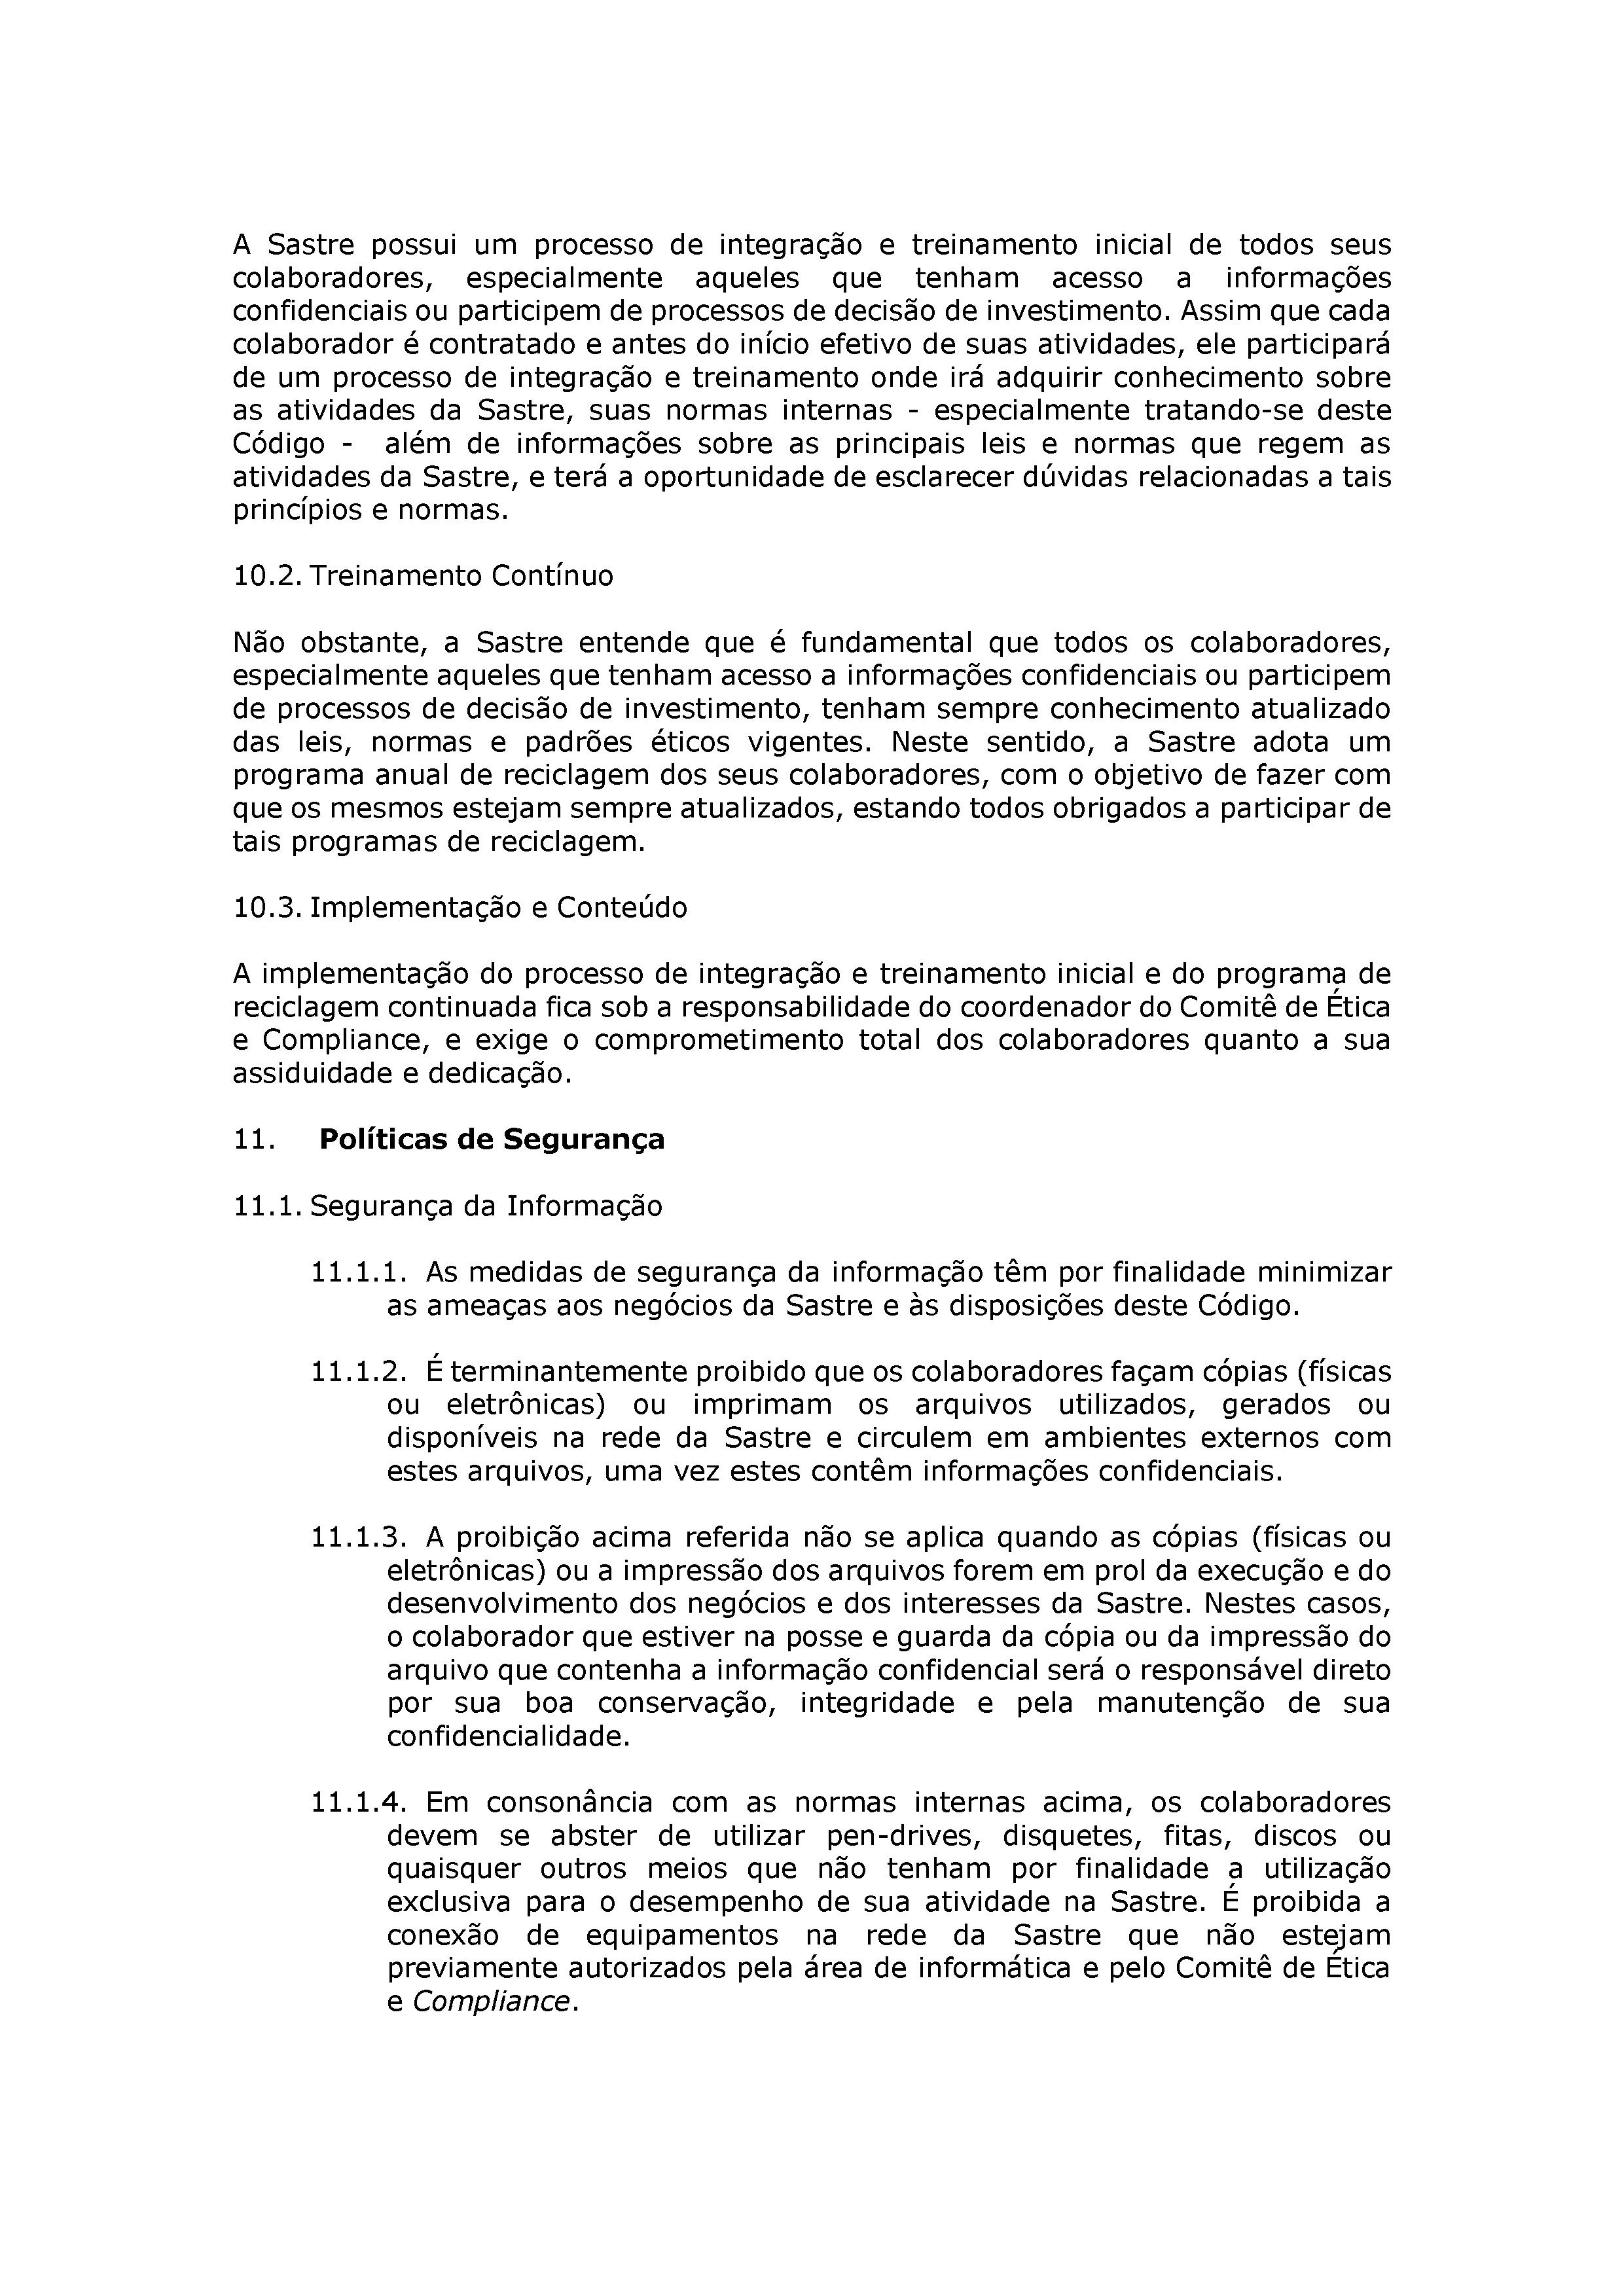 A Sastre possui um processo de integração e treinamento inicial de todos seus
colaboradores, especialmente aqueles que tenham acesso a informações
confidenciais ou participem de processos de decisão de investimento. Assim que cada
colaborador é contratado e antes do início efetivo de suas atividades, ele participará
de um processo de integração e treinamento onde irá adquirir conhecimento sobre
as atividades da Sastre, suas normas internas - especialmente tratando-se deste
Código - além de informações sobre as principais leis e normas que regem as
atividades da Sastre, e terá a oportunidade de esclarecer dúvidas relacionadas a tais
princípios e normas.
10.2. Treinamento Contínuo
Não obstante, a Sastre entende que é fundamental que todos os colaboradores,
especialmente aqueles que tenham acesso a informações confidenciais ou participem
de processos de decisão de investimento, tenham sempre conhecimento atualizado
das leis, normas e padrões éticos vigentes. Neste sentido, a Sastre adota um
programa anual de reciclagem dos seus colaboradores, com o objetivo de fazer com
que os mesmos estejam sempre atualizados, estando todos obrigados a participar de
tais programas de reciclagem.
10.3. Implementação e Conteúdo
A implementação do processo de integração e treinamento inicial e do programa de
reciclagem continuada fica sob a responsabilidade do coordenador do Comitê de Ética
e Compliance, e exige o comprometimento total dos colaboradores quanto a sua
assiduidade e dedicação.
11. Políticas de Segurança
11.1. Segurança da Informação
11.1.1. As medidas de segurança da informação têm por finalidade minimizar
as ameaças aos negócios da Sastre e às disposições deste Código.
11.1.2. É terminantemente proibido que os colaboradores façam cópias (físicas
ou eletrônicas) ou imprimam os arquivos utilizados, gerados ou
disponíveis na rede da Sastre e circulem em ambientes externos com
estes arquivos, uma vez estes contêm informações confidenciais.
11.1.3. A proibição acima referida não se aplica quando as cópias (físicas ou
eletrônicas) ou a impressão dos arquivos forem em prol da execução e do
desenvolvimento dos negócios e dos interesses da Sastre. Nestes casos,
o colaborador que estiver na posse e guarda da cópia ou da impressão do
arquivo que contenha a informação confidencial será o responsável direto
por sua boa conservação, integridade e pela manutenção de sua
confidencialidade.
11.1.4. Em consonância com as normas internas acima, os colaboradores
devem se abster de utilizar pen-drives, disquetes, fitas, discos ou
quaisquer outros meios que não tenham por finalidade a utilização
exclusiva para o desempenho de sua atividade na Sastre. É proibida a
conexão de equipamentos na rede da Sastre que não estejam
previamente autorizados pela área de informática e pelo Comitê de Ética
e Compliance.